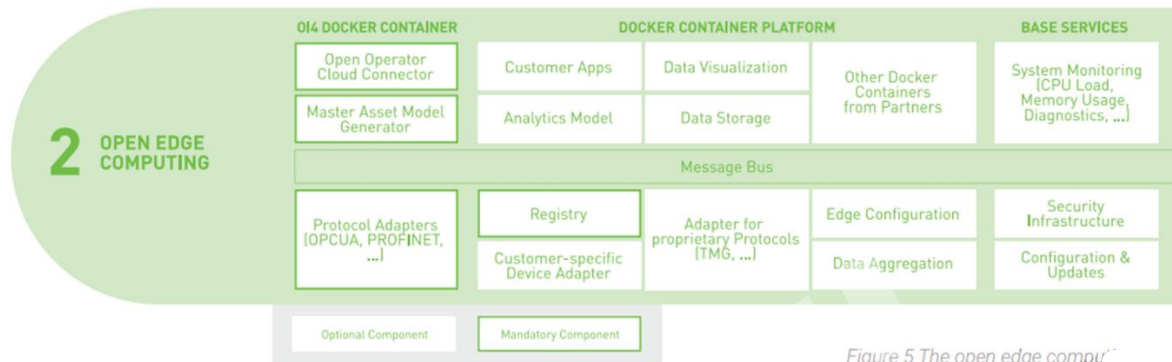 OI4 DOCKER CONTAINER
DOCKER CONTAINER PLATFORM
BASE SERVICES
Open Operator
Cloud Connector
Customer Apps
Data Visualization
Other Docker
Containers
from Partners
System Monitoring
(CPU Load,
Memory Usage,
Diagnostics, ...)
Master Asset Model
Generator
Analytics Model
Data Storage
2
OPEN EDGE
COMPUTING
Message Bus
Protocol Adapters
(OPCUA, PROFINET,
...)
Registry
Adapter for
proprietary Protocols
(TMG, ...)
Edge Configuration
Security
Infrastructure
Customer-specific
Device Adapter
Data Aggregation
Configuration &
Updates
Optional Component
Mandatory Component
Figure 5 The open edge